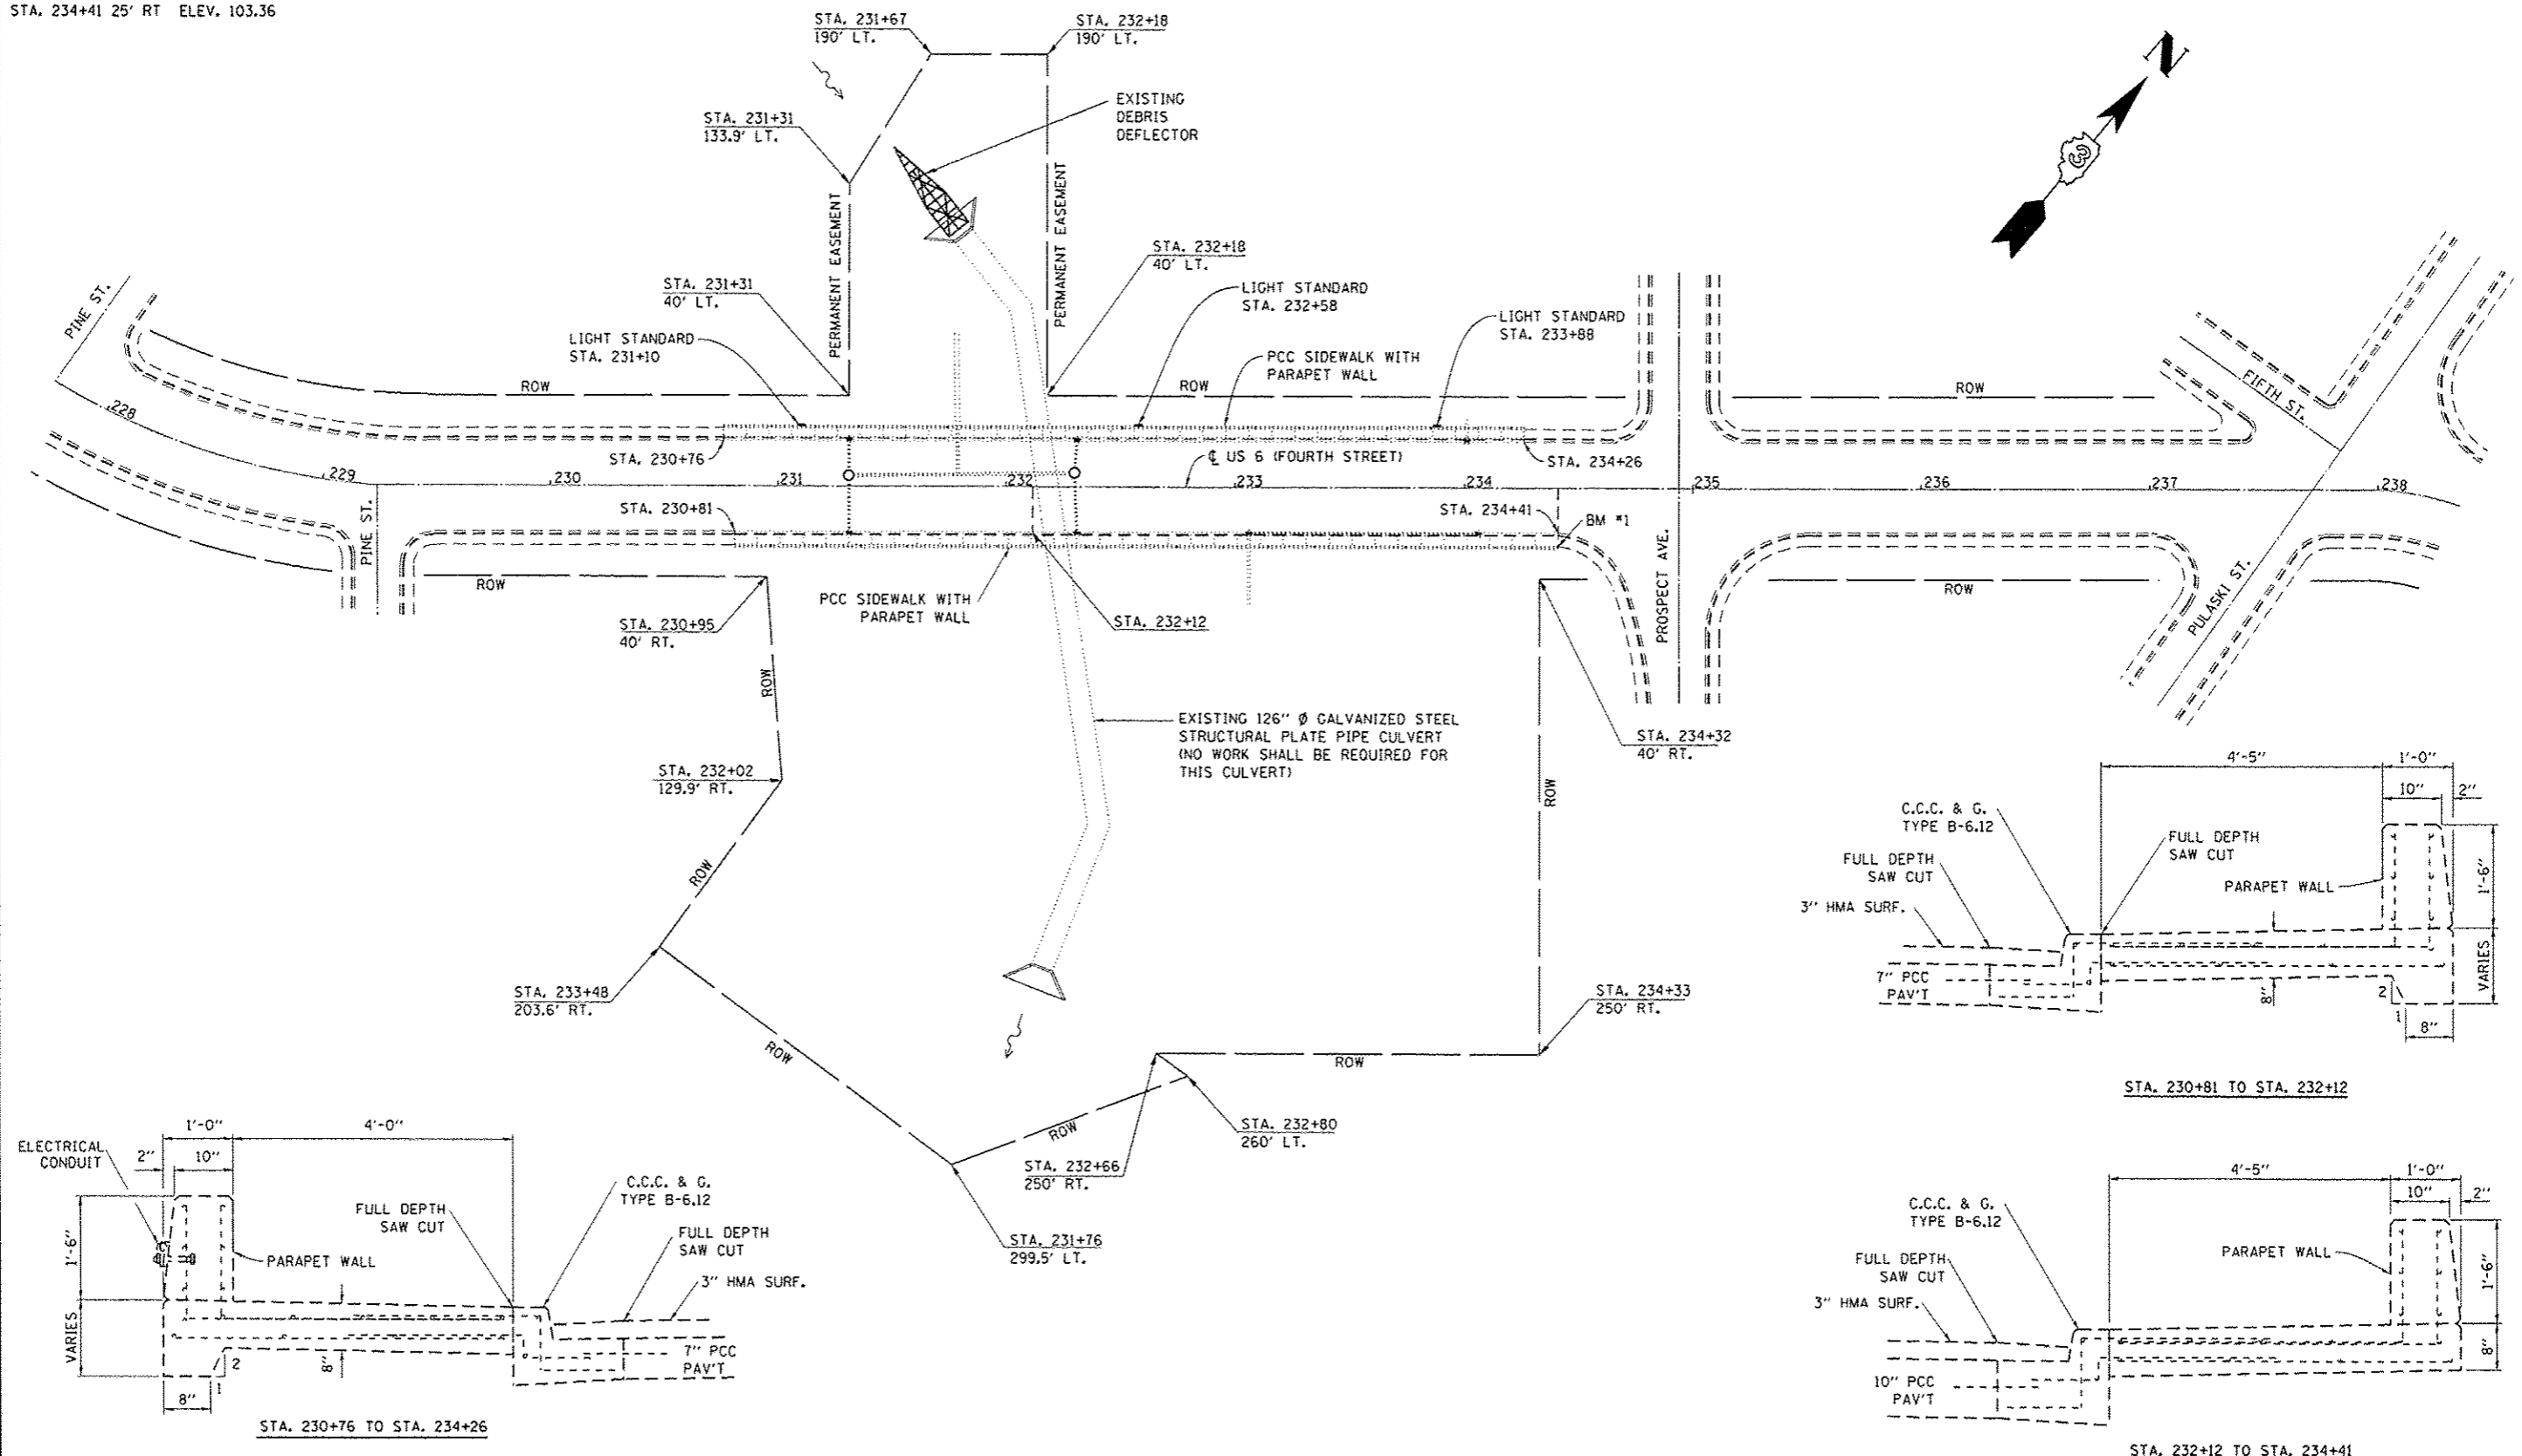 STA. 234+41 25' RT ELEV. 103.36
STA. 231+67
190' LT.
STA. 232+18
190' LT.
N
3
EXISTING
DEBRIS
DEFLECTOR
STA. 231+31
133.9' LT.
PERMANENT EASEMENT
PERMANENT EASEMENT
STA. 232+18
40' LT.
STA. 231+31
40' LT.
LIGHT STANDARD
STA. 232+58
LIGHT STANDARD
STA. 233+88
LIGHT STANDARD
STA. 231+10
PCC SIDEWALK WITH
PARAPET WALL
PINE ST.
ROW
ROW
ROW
FIFTH ST.
228
229
230
231
232
233
234
235
236
237
238
STA. 230+76
℄ US 6 (FOURTH STREET)
STA. 234+26
STA. 230+81
STA. 234+41
BM #1
PINE ST.
ROW
PCC SIDEWALK WITH
PARAPET WALL
STA. 232+12
PROSPECT AVE.
ROW
PULASKI ST.
STA. 230+95
40' RT.
ROW
EXISTING 126" Ø GALVANIZED STEEL
STRUCTURAL PLATE PIPE CULVERT
(NO WORK SHALL BE REQUIRED FOR
THIS CULVERT)
STA. 234+32
40' RT.
STA. 232+02
129.9' RT.
ROW
ROW
STA. 233+48
203.6' RT.
ROW
STA. 234+33
250' RT.
ROW
STA. 232+80
260' LT.
ROW
STA. 232+66
250' RT.
STA. 231+76
299.5' LT.
4'-5"
1'-0"
10"
2"
C.C.C. & G.
TYPE B-6.12
FULL DEPTH
SAW CUT
FULL DEPTH
SAW CUT
PARAPET WALL
3" HMA SURF.
1'-6"
VARIES
7" PCC
PAV'T
8"
2
1
8"
STA. 230+81 TO STA. 232+12
1'-0"
4'-0"
ELECTRICAL
CONDUIT
2"
10"
C.C.C. & G.
TYPE B-6.12
FULL DEPTH
SAW CUT
FULL DEPTH
SAW CUT
1'-6"
PARAPET WALL
3" HMA SURF.
VARIES
7" PCC
PAV'T
8"
2
1
8"
STA. 230+76 TO STA. 234+26
4'-5"
1'-0"
10"
2"
C.C.C. & G.
TYPE B-6.12
FULL DEPTH
SAW CUT
PARAPET WALL
3" HMA SURF.
1'-6"
8"
10" PCC
PAV'T
STA. 232+12 TO STA. 234+41